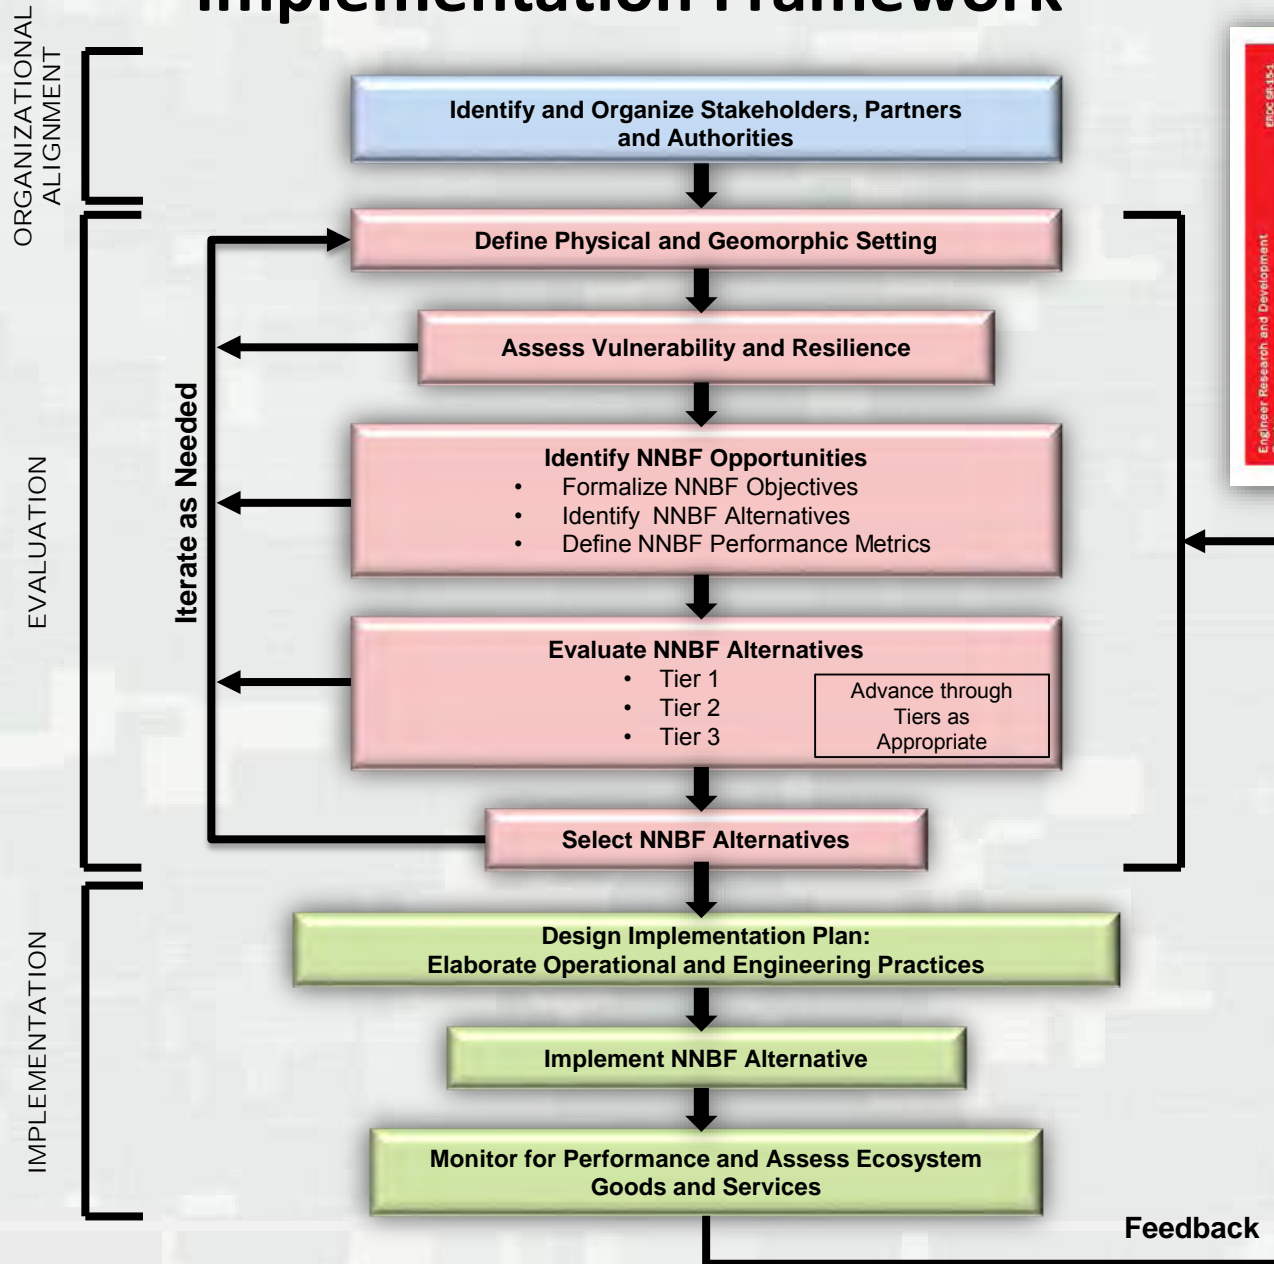 Implementation Framework
ORGANIZATIONAL
ALIGNMENT
Identify and Organize Stakeholders, Partners
and Authorities
ERDC SR-15-1
Engineer Research and Development
Define Physical and Geomorphic Setting
Assess Vulnerability and Resilience
EVALUATION
Iterate as Needed
Identify NNBF Opportunities
• Formalize NNBF Objectives
• Identify NNBF Alternatives
• Define NNBF Performance Metrics
Evaluate NNBF Alternatives
• Tier 1
• Tier 2
• Tier 3
Advance through
Tiers as
Appropriate
Select NNBF Alternatives
IMPLEMENTATION
Design Implementation Plan:
Elaborate Operational and Engineering Practices
Implement NNBF Alternative
Monitor for Performance and Assess Ecosystem
Goods and Services
Feedback